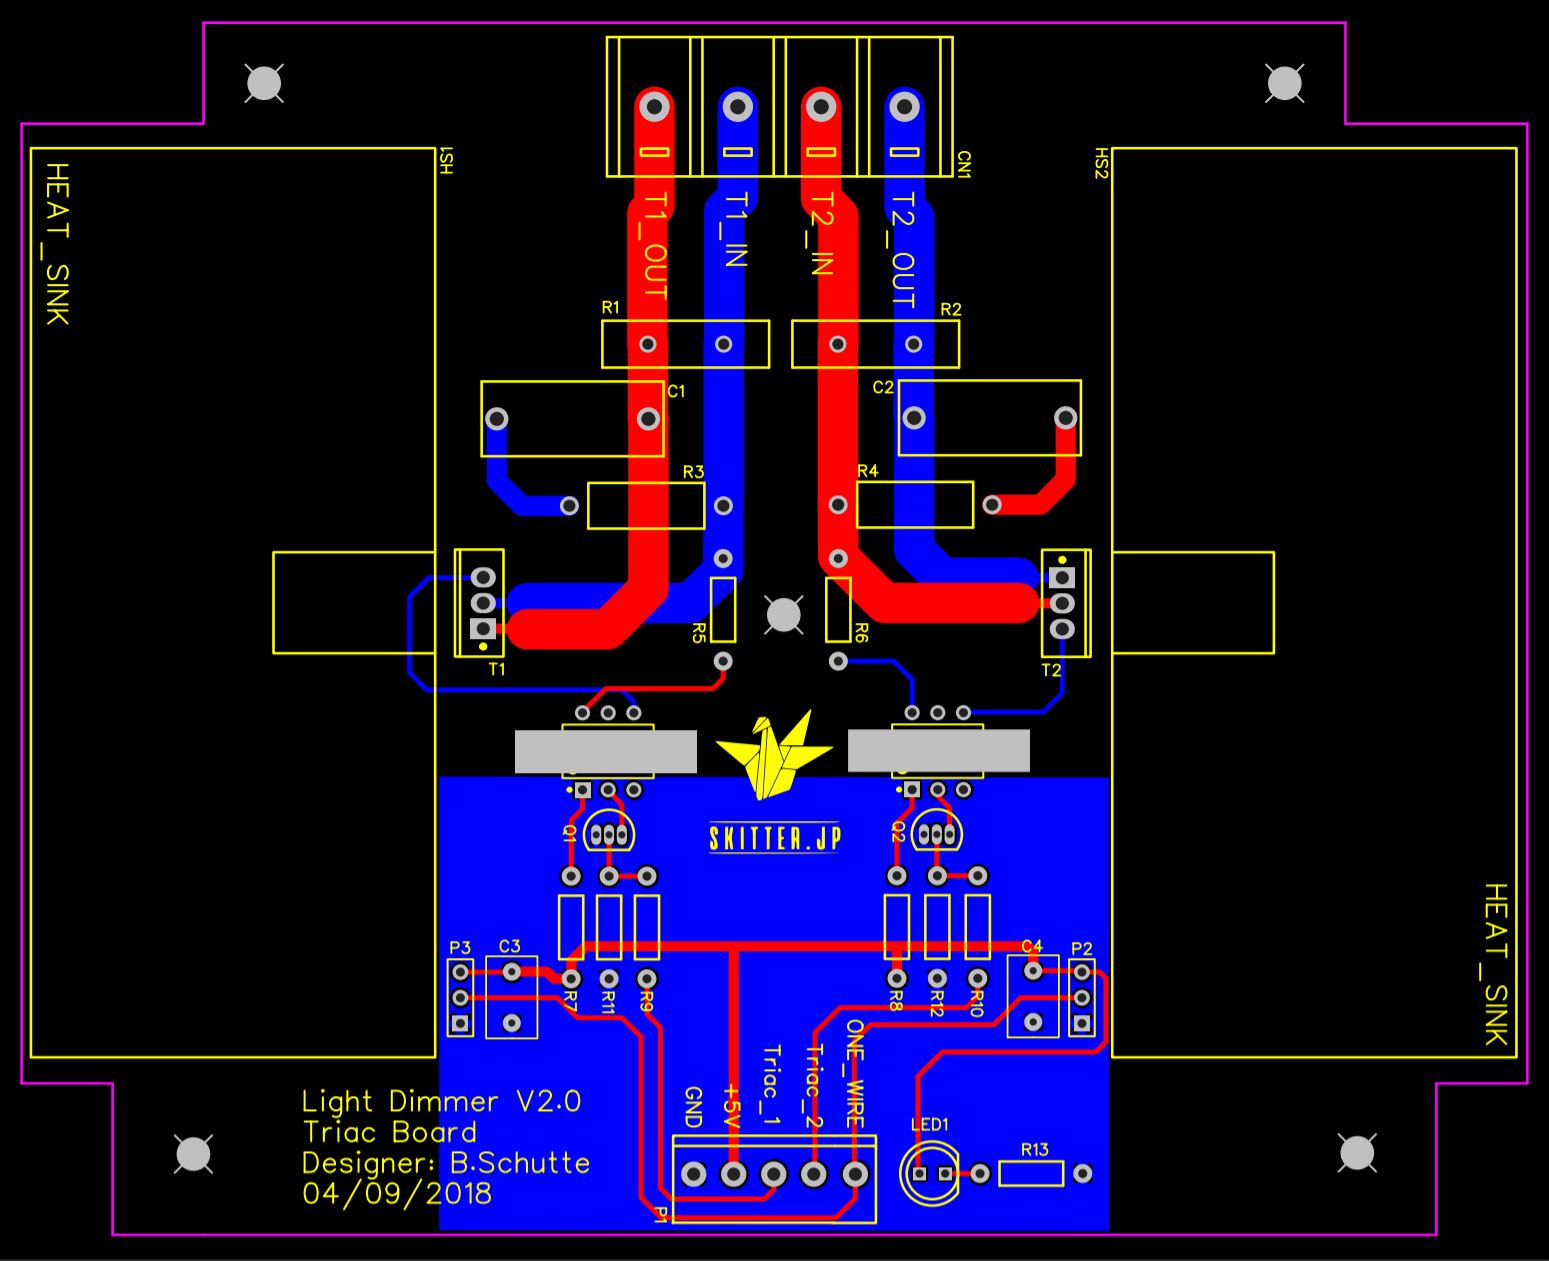 HS1
CN1
HS2
HEAT_SINK
T1_OUT
T1_IN
T2_IN
T2_OUT
R1
R2
C1
C2
R3
R4
R5
R6
T1
T2
SKITTER.JP
Q1
Q2
P3
C3
C4
P2
R7
R11
R9
R8
R12
R10
HEAT_SINK
GND
+5V
Triac_1
Triac_2
ONE_WIRE
Light Dimmer V2.0
Triac Board
Designer: B.Schutte
04/09/2018
LED1
R13
P1